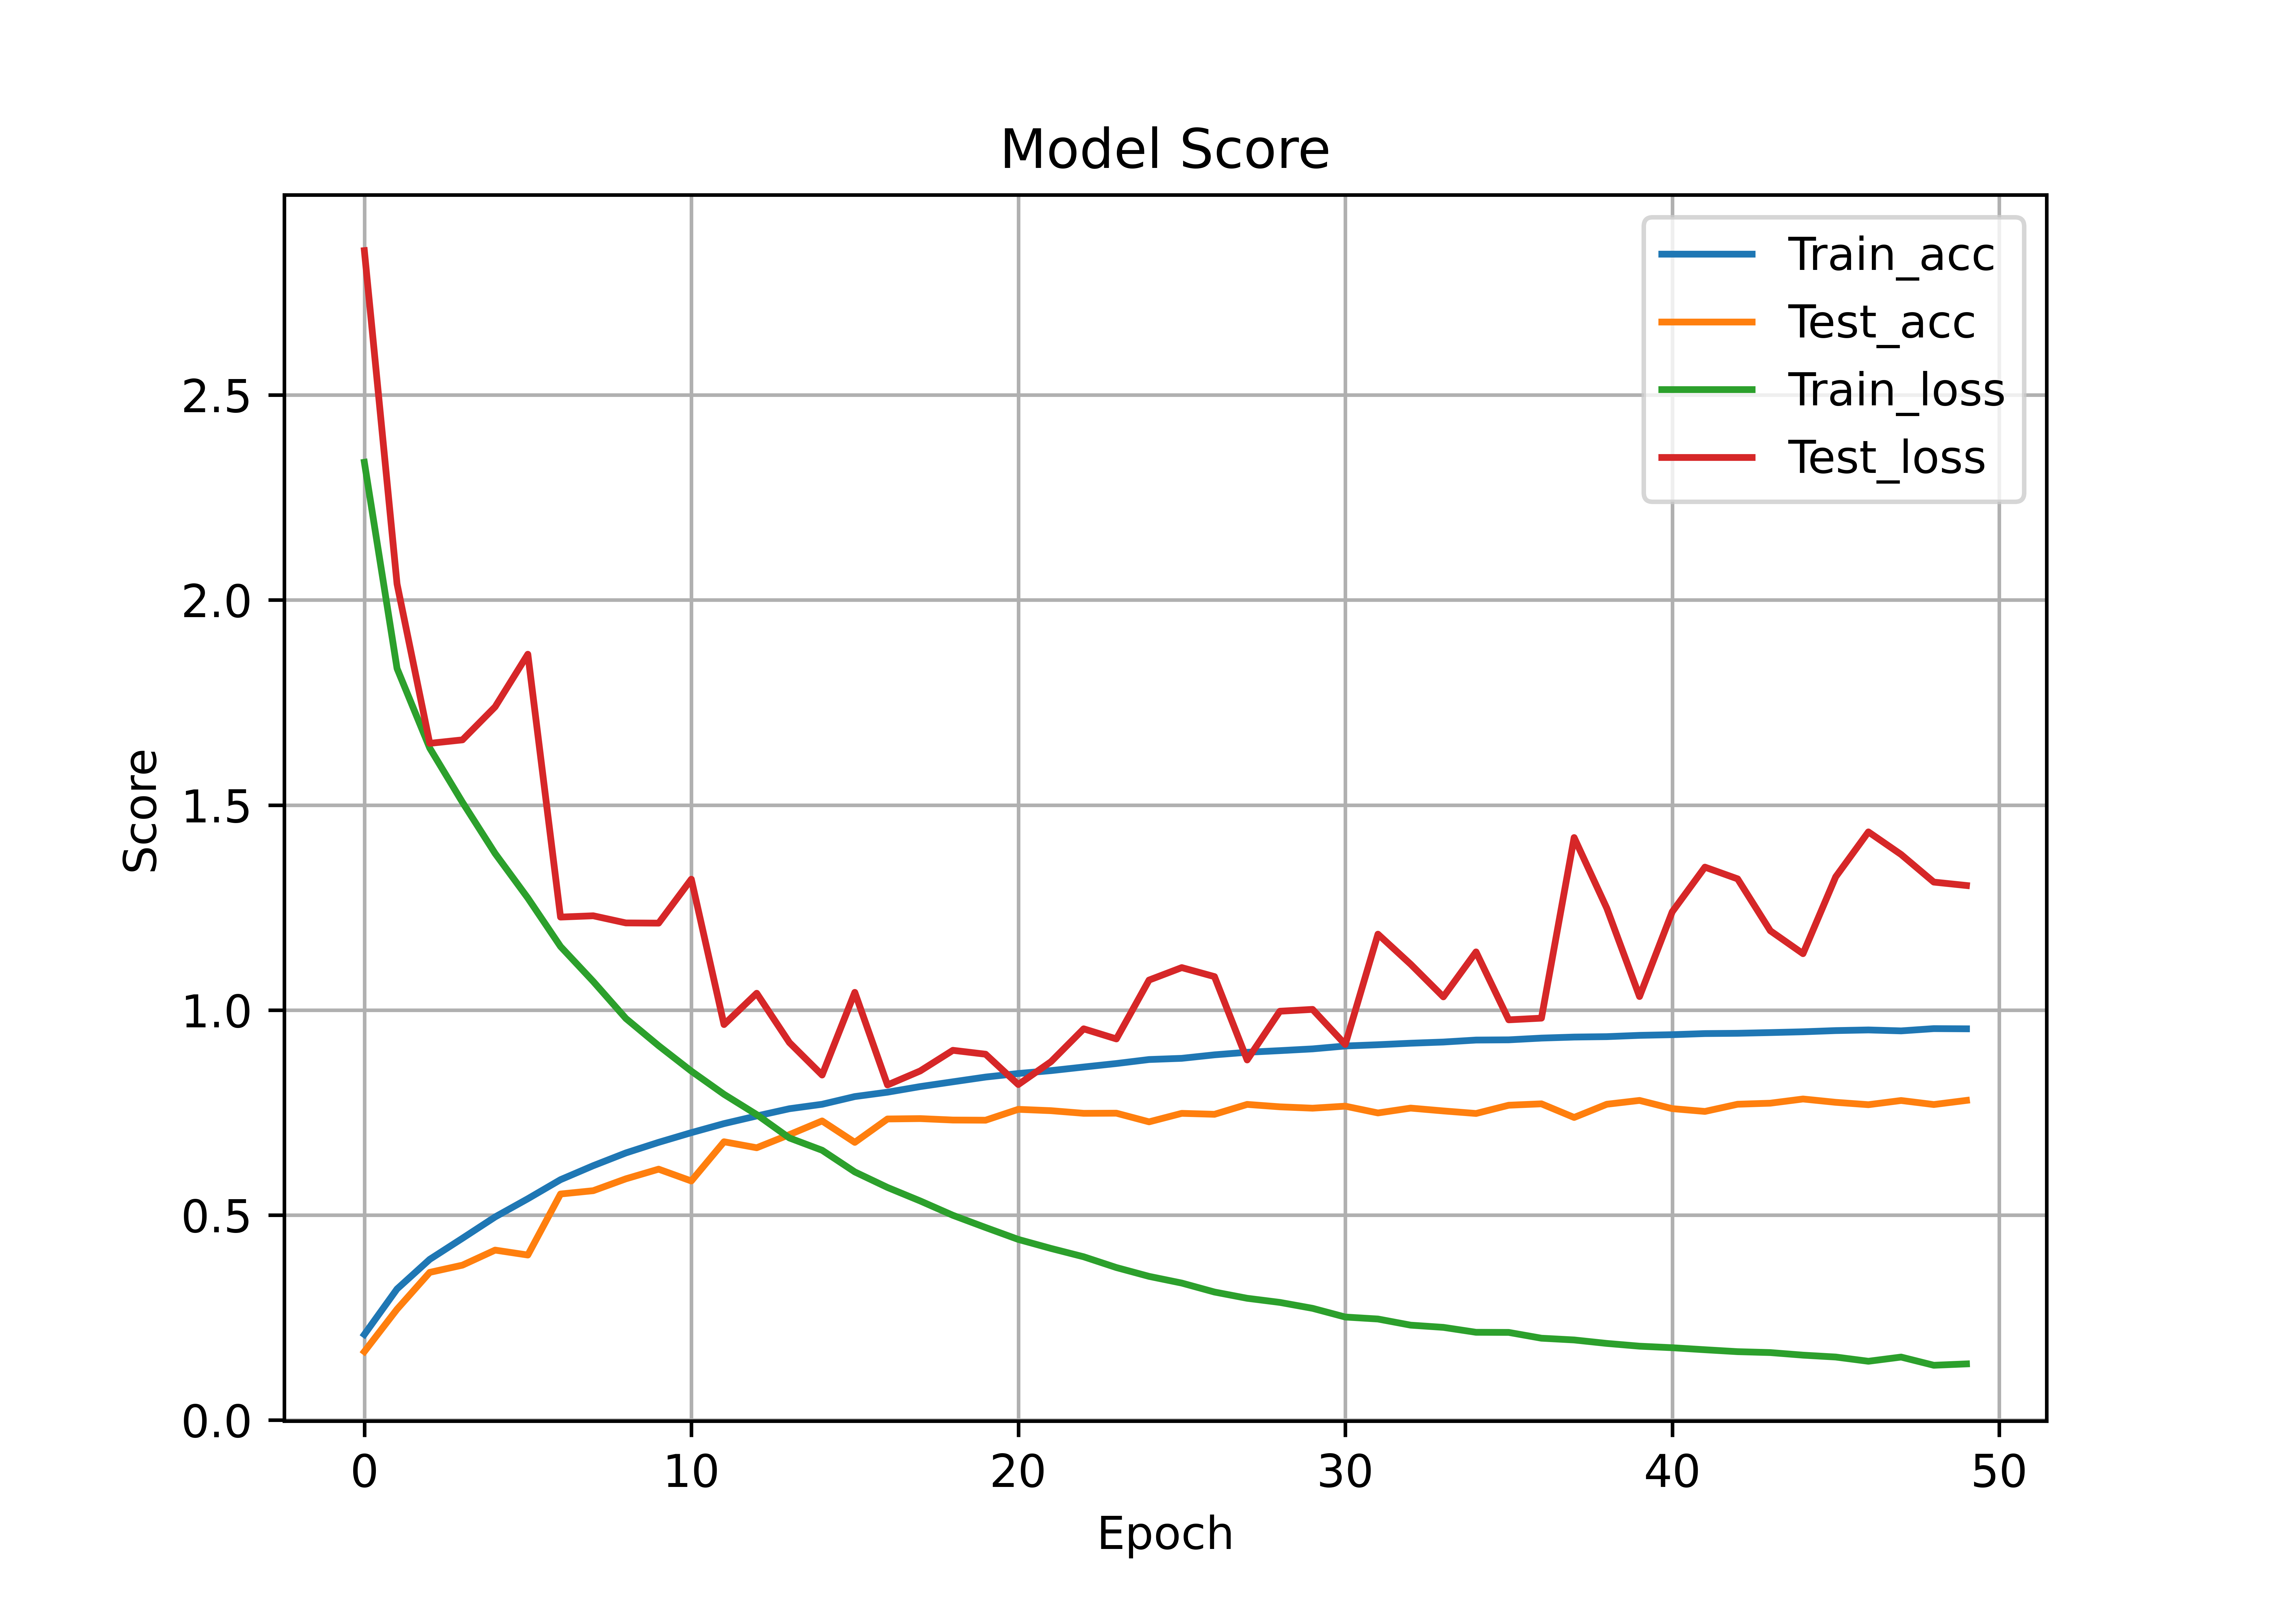 Model Score
Train_acc
Test_acc
Train_loss
Test_loss
2.5
2.0
1.5
1.0
0.5
0.0
Score
0 10 20 30 40 50
Epoch